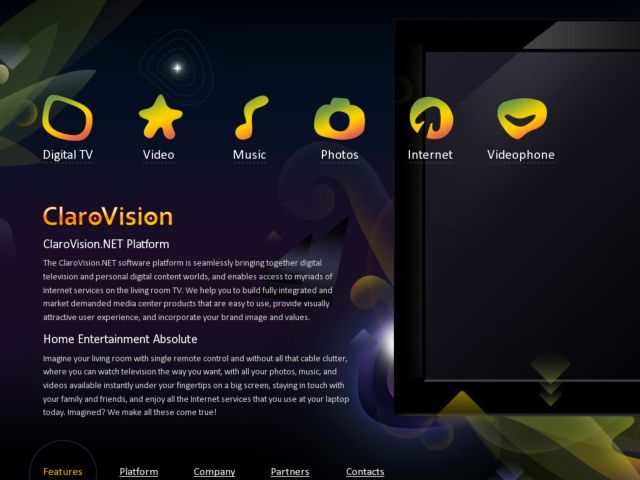 Digital TV Video Music Photos Internet Videophone
ClaroVision
ClaroVision.NET Platform
The ClaroVision.NET software platform is seamlessly bringing together digital
television and personal digital content worlds, and enables access to myriads of
Internet services on the living room TV. We help you to build fully integrated and
market demanded media center products that are easy to use, provide visually
attractive user experience, and incorporate your brand image and values.
Home Entertainment Absolute
Imagine your living room with single remote control and without all that cable clutter,
where you can watch television the way you want, with all your photos, music, and
videos available instantly under your fingertips on a big screen, staying in touch with
your family and friends, and enjoy all the Internet services that you use at your laptop
today. Imagined? We make all these come true!
Features Platform Company Partners Contacts